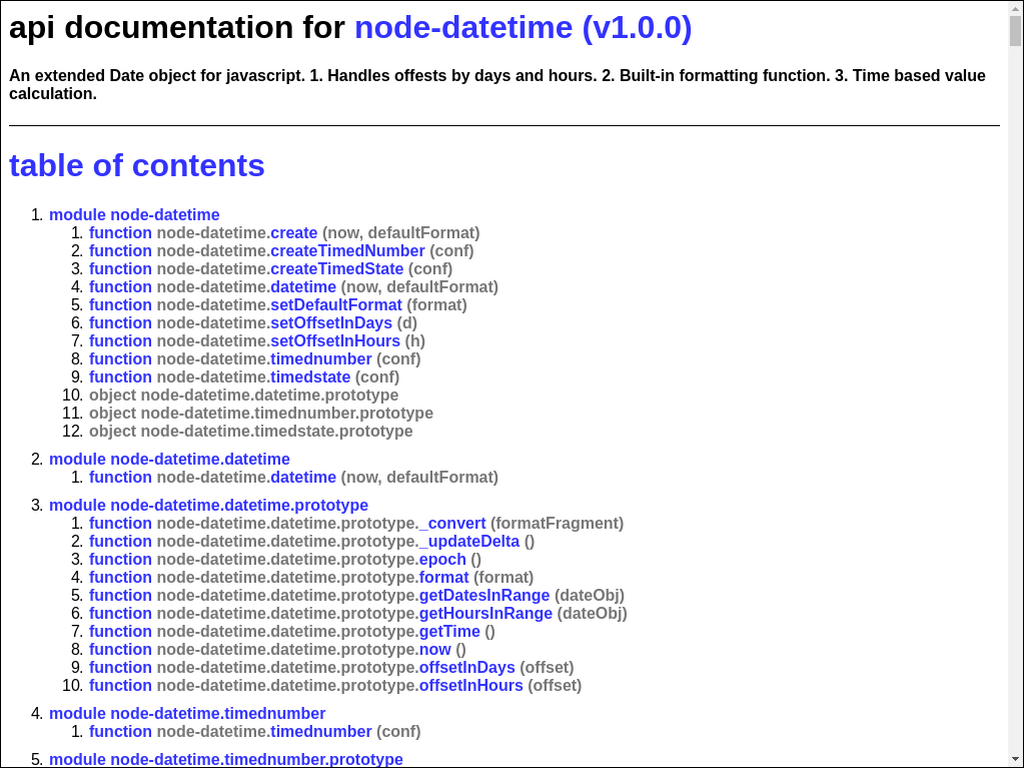 api documentation for node-datetime (v1.0.0)
An extended Date object for javascript. 1. Handles offests by days and hours. 2. Built-in formatting function. 3. Time based value
calculation.
table of contents
1. module node-datetime
1. function node-datetime.create (now, defaultFormat)
2. function node-datetime.createTimedNumber (conf)
3. function node-datetime.createTimedState (conf)
4. function node-datetime.datetime (now, defaultFormat)
5. function node-datetime.setDefaultFormat (format)
6. function node-datetime.setOffsetInDays (d)
7. function node-datetime.setOffsetInHours (h)
8. function node-datetime.timednumber (conf)
9. function node-datetime.timedstate (conf)
10. object node-datetime.datetime.prototype
11. object node-datetime.timednumber.prototype
12. object node-datetime.timedstate.prototype
2. module node-datetime.datetime
1. function node-datetime.datetime (now, defaultFormat)
3. module node-datetime.datetime.prototype
1. function node-datetime.datetime.prototype._convert (formatFragment)
2. function node-datetime.datetime.prototype._updateDelta ()
3. function node-datetime.datetime.prototype.epoch ()
4. function node-datetime.datetime.prototype.format (format)
5. function node-datetime.datetime.prototype.getDatesInRange (dateObj)
6. function node-datetime.datetime.prototype.getHoursInRange (dateObj)
7. function node-datetime.datetime.prototype.getTime ()
8. function node-datetime.datetime.prototype.now ()
9. function node-datetime.datetime.prototype.offsetInDays (offset)
10. function node-datetime.datetime.prototype.offsetInHours (offset)
4. module node-datetime.timednumber
1. function node-datetime.timednumber (conf)
5. module node-datetime.timednumber.prototype